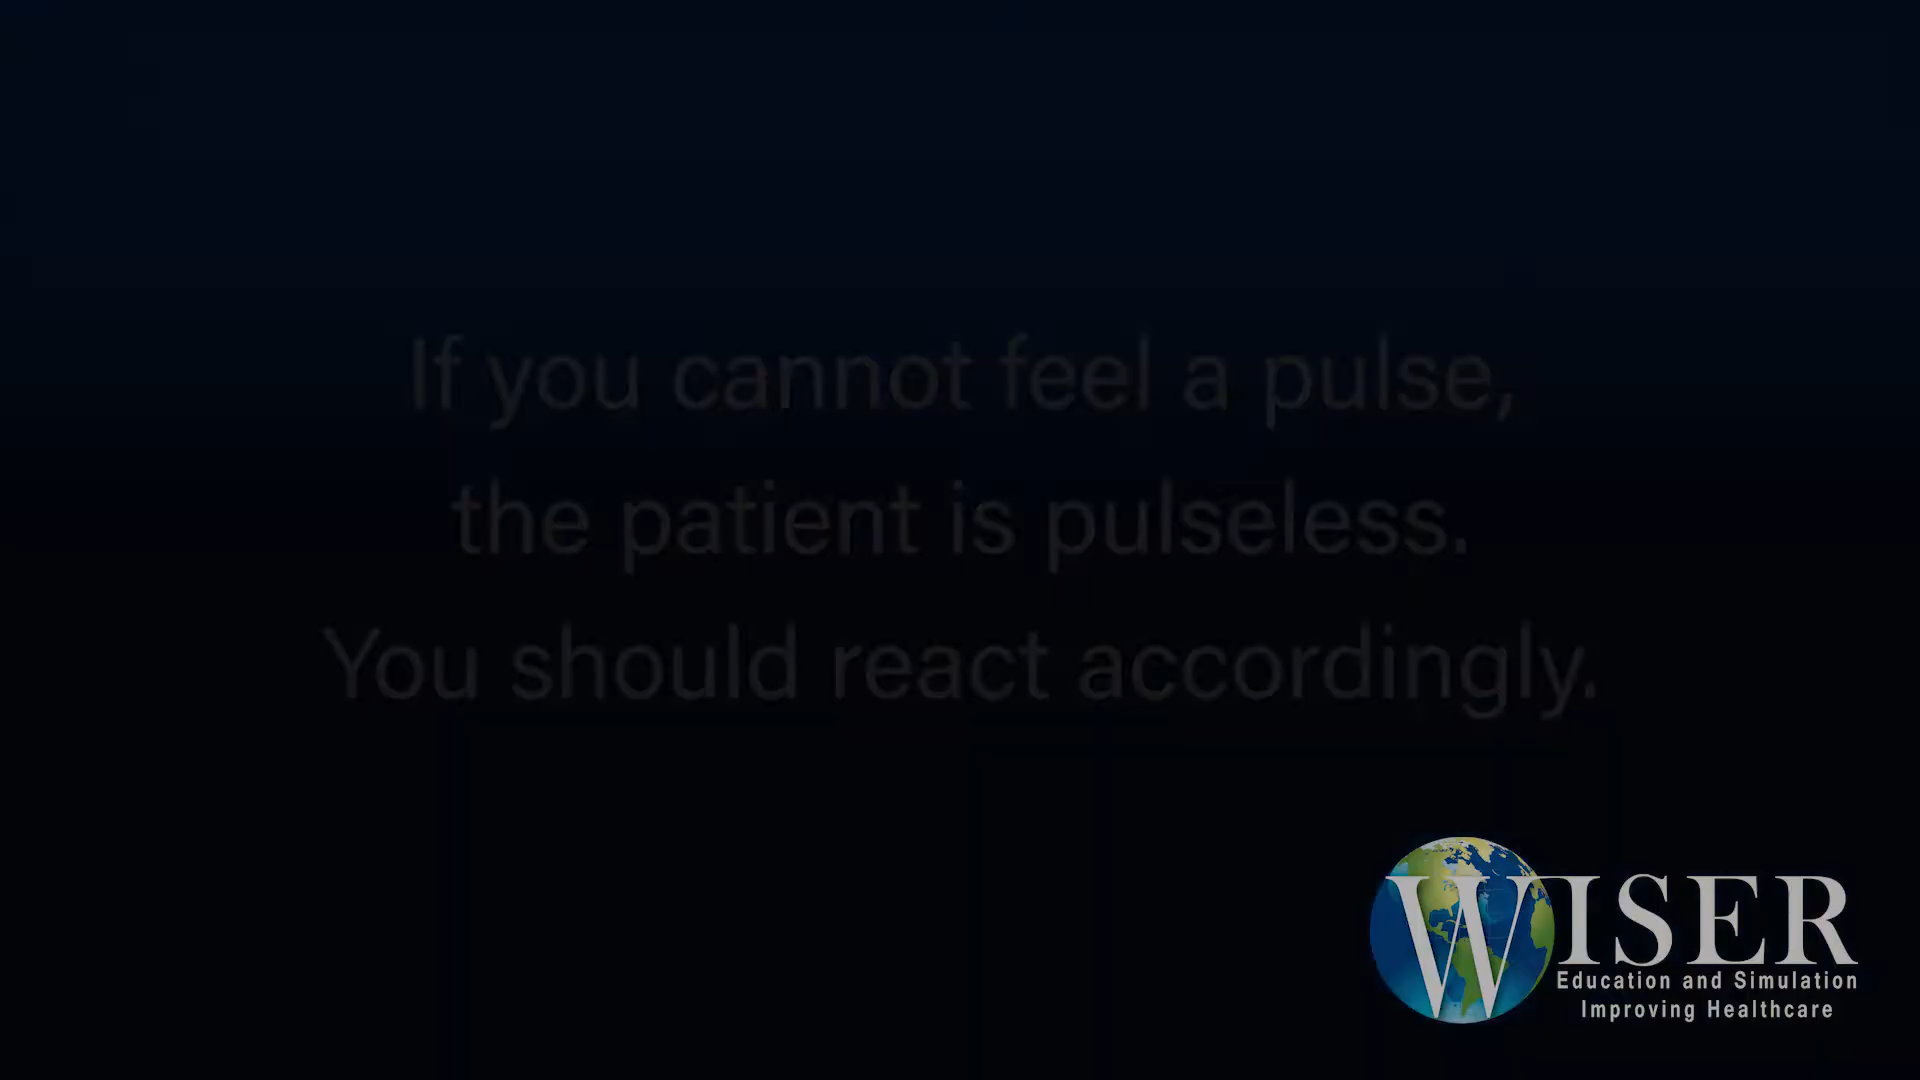 If you cannot feel a pulse,
the patient is pulseless.
You should react accordingly.
WISER
Education and Simulation
Improving Healthcare